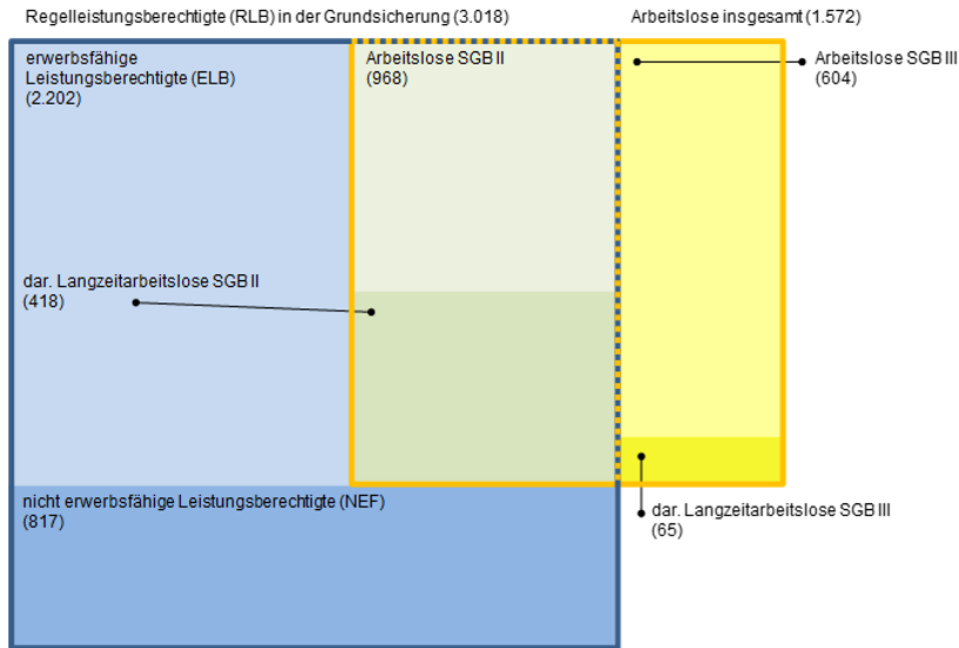 Regelleistungsberechtigte (RLB) in der Grundsicherung (3.018)
Arbeitslose insgesamt (1.572)
erwerbsfähige
Leistungsberechtigte (ELB)
(2.202)
Arbeitslose SGB II
(968)
Arbeitslose SGB III
(604)
dar. Langzeitarbeitslose SGB II
(418)
nicht erwerbsfähige Leistungsberechtigte (NEF)
(817)
dar. Langzeitarbeitslose SGB III
(65)